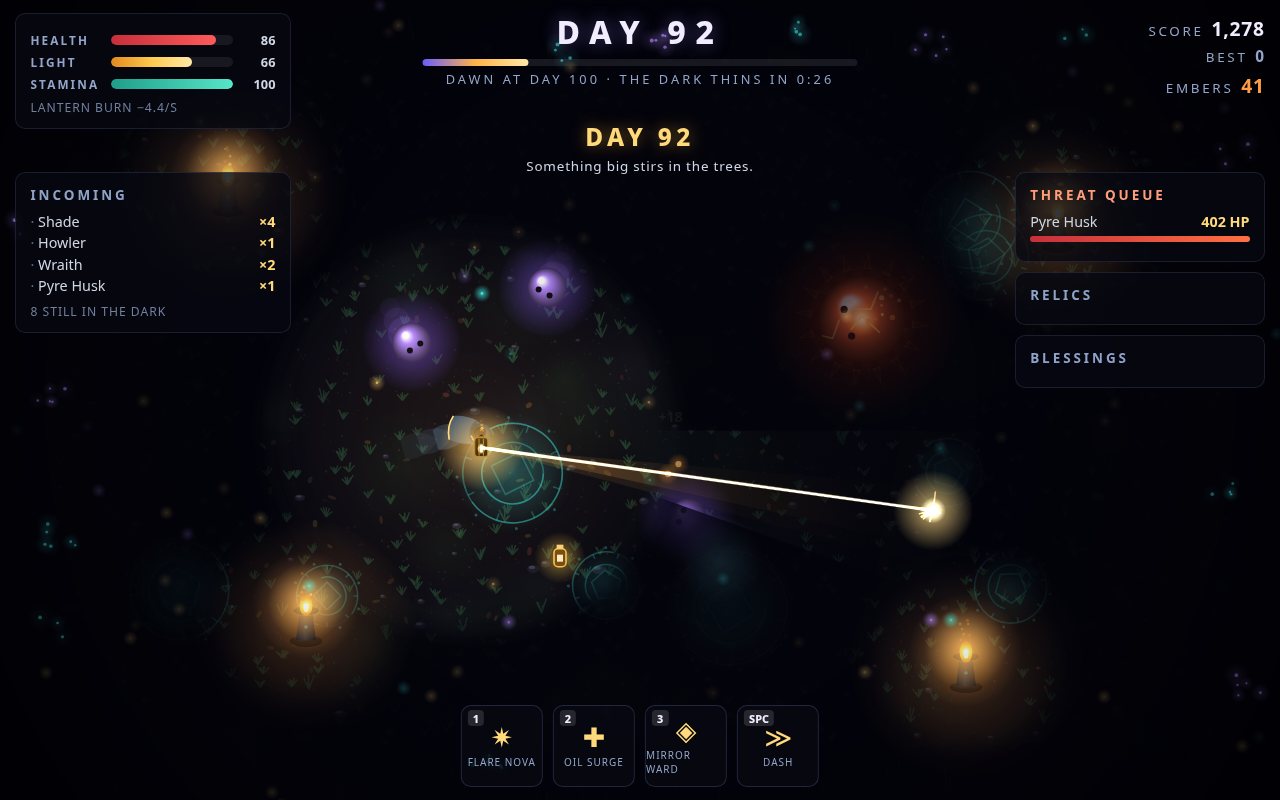 HEALTH 86
LIGHT 66
STAMINA 100
LANTERN BURN −4.4/S
DAY 92
DAWN AT DAY 100 · THE DARK THINS IN 0:26
SCORE 1,278
BEST 0
EMBERS 41
DAY 92
Something big stirs in the trees.
INCOMING
· Shade ×4
· Howler ×1
· Wraith ×2
· Pyre Husk ×1
8 STILL IN THE DARK
THREAT QUEUE
Pyre Husk 402 HP
RELICS
BLESSINGS
+18
1
FLARE NOVA
2
OIL SURGE
3
MIRROR
WARD
SPC
DASH